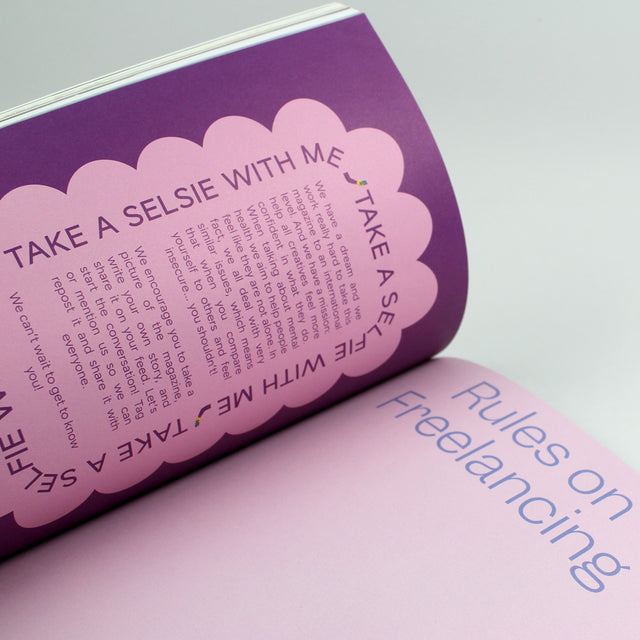 TAKE A SELSIE WITH ME
TAKE A SELFIE WITH ME
TAKE A SELFIE W
We have a dream and we
work really hard to take this
magazine to an international
level. And we have a mission:
help all creatives feel more
confident in what they do.
When talking about mental
health we aim to help people
feel like they are not alone. In
fact, we all deal with very
similar issues, which means
that when you compare
yourself to others and feel
insecure... you shouldn't!
We encourage you to take a
picture of the magazine,
write your own story, and
share it on your feed. Let's
start the conversation! Tag
or mention us so we can
repost it and share it with
everyone.
We can't wait to get to know
you!
Rules on
Freelancing